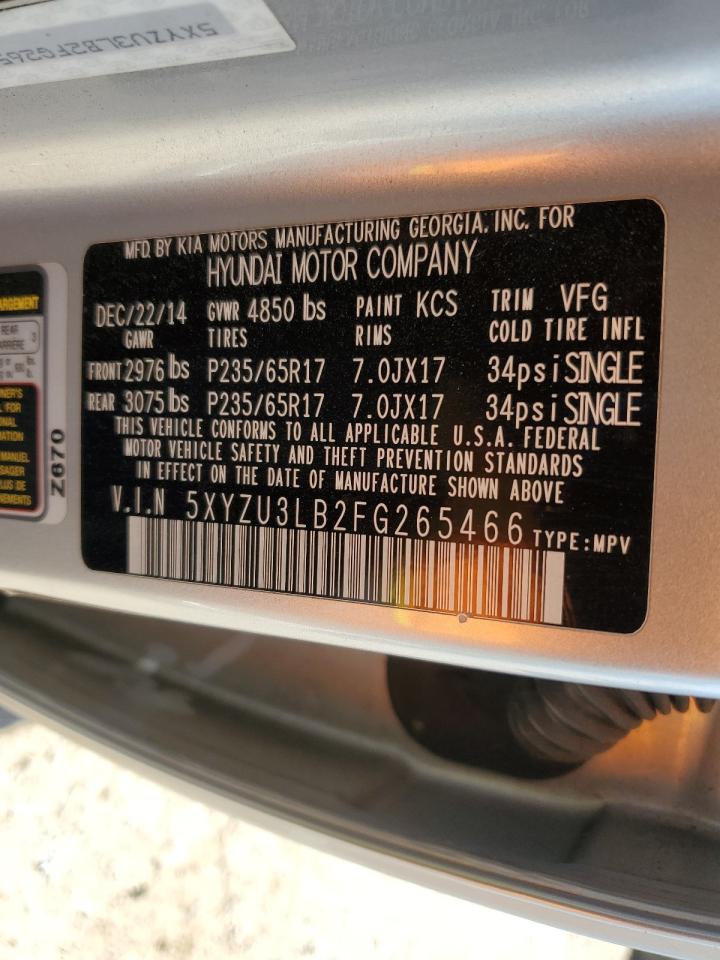 5XYZU3LB2FG265
MFD. BY KIA MOTORS MANUFACTURING GEORGIA, INC. FOR
HYUNDAI MOTOR COMPANY
DEC/22/14 GVWR 4850 lbs PAINT KCS TRIM VFG
GAWR TIRES RIMS COLD TIRE INFL
FRONT 2976 lbs P235/65R17 7.0JX17 34psi SINGLE
REAR 3075 lbs P235/65R17 7.0JX17 34psi SINGLE
THIS VEHICLE CONFORMS TO ALL APPLICABLE U.S.A. FEDERAL
MOTOR VEHICLE SAFETY AND THEFT PREVENTION STANDARDS
IN EFFECT ON THE DATE OF MANUFACTURE SHOWN ABOVE
V.I.N 5XYZU3LB2FG265466 TYPE:MPV
REAR
Z670
MANUEL